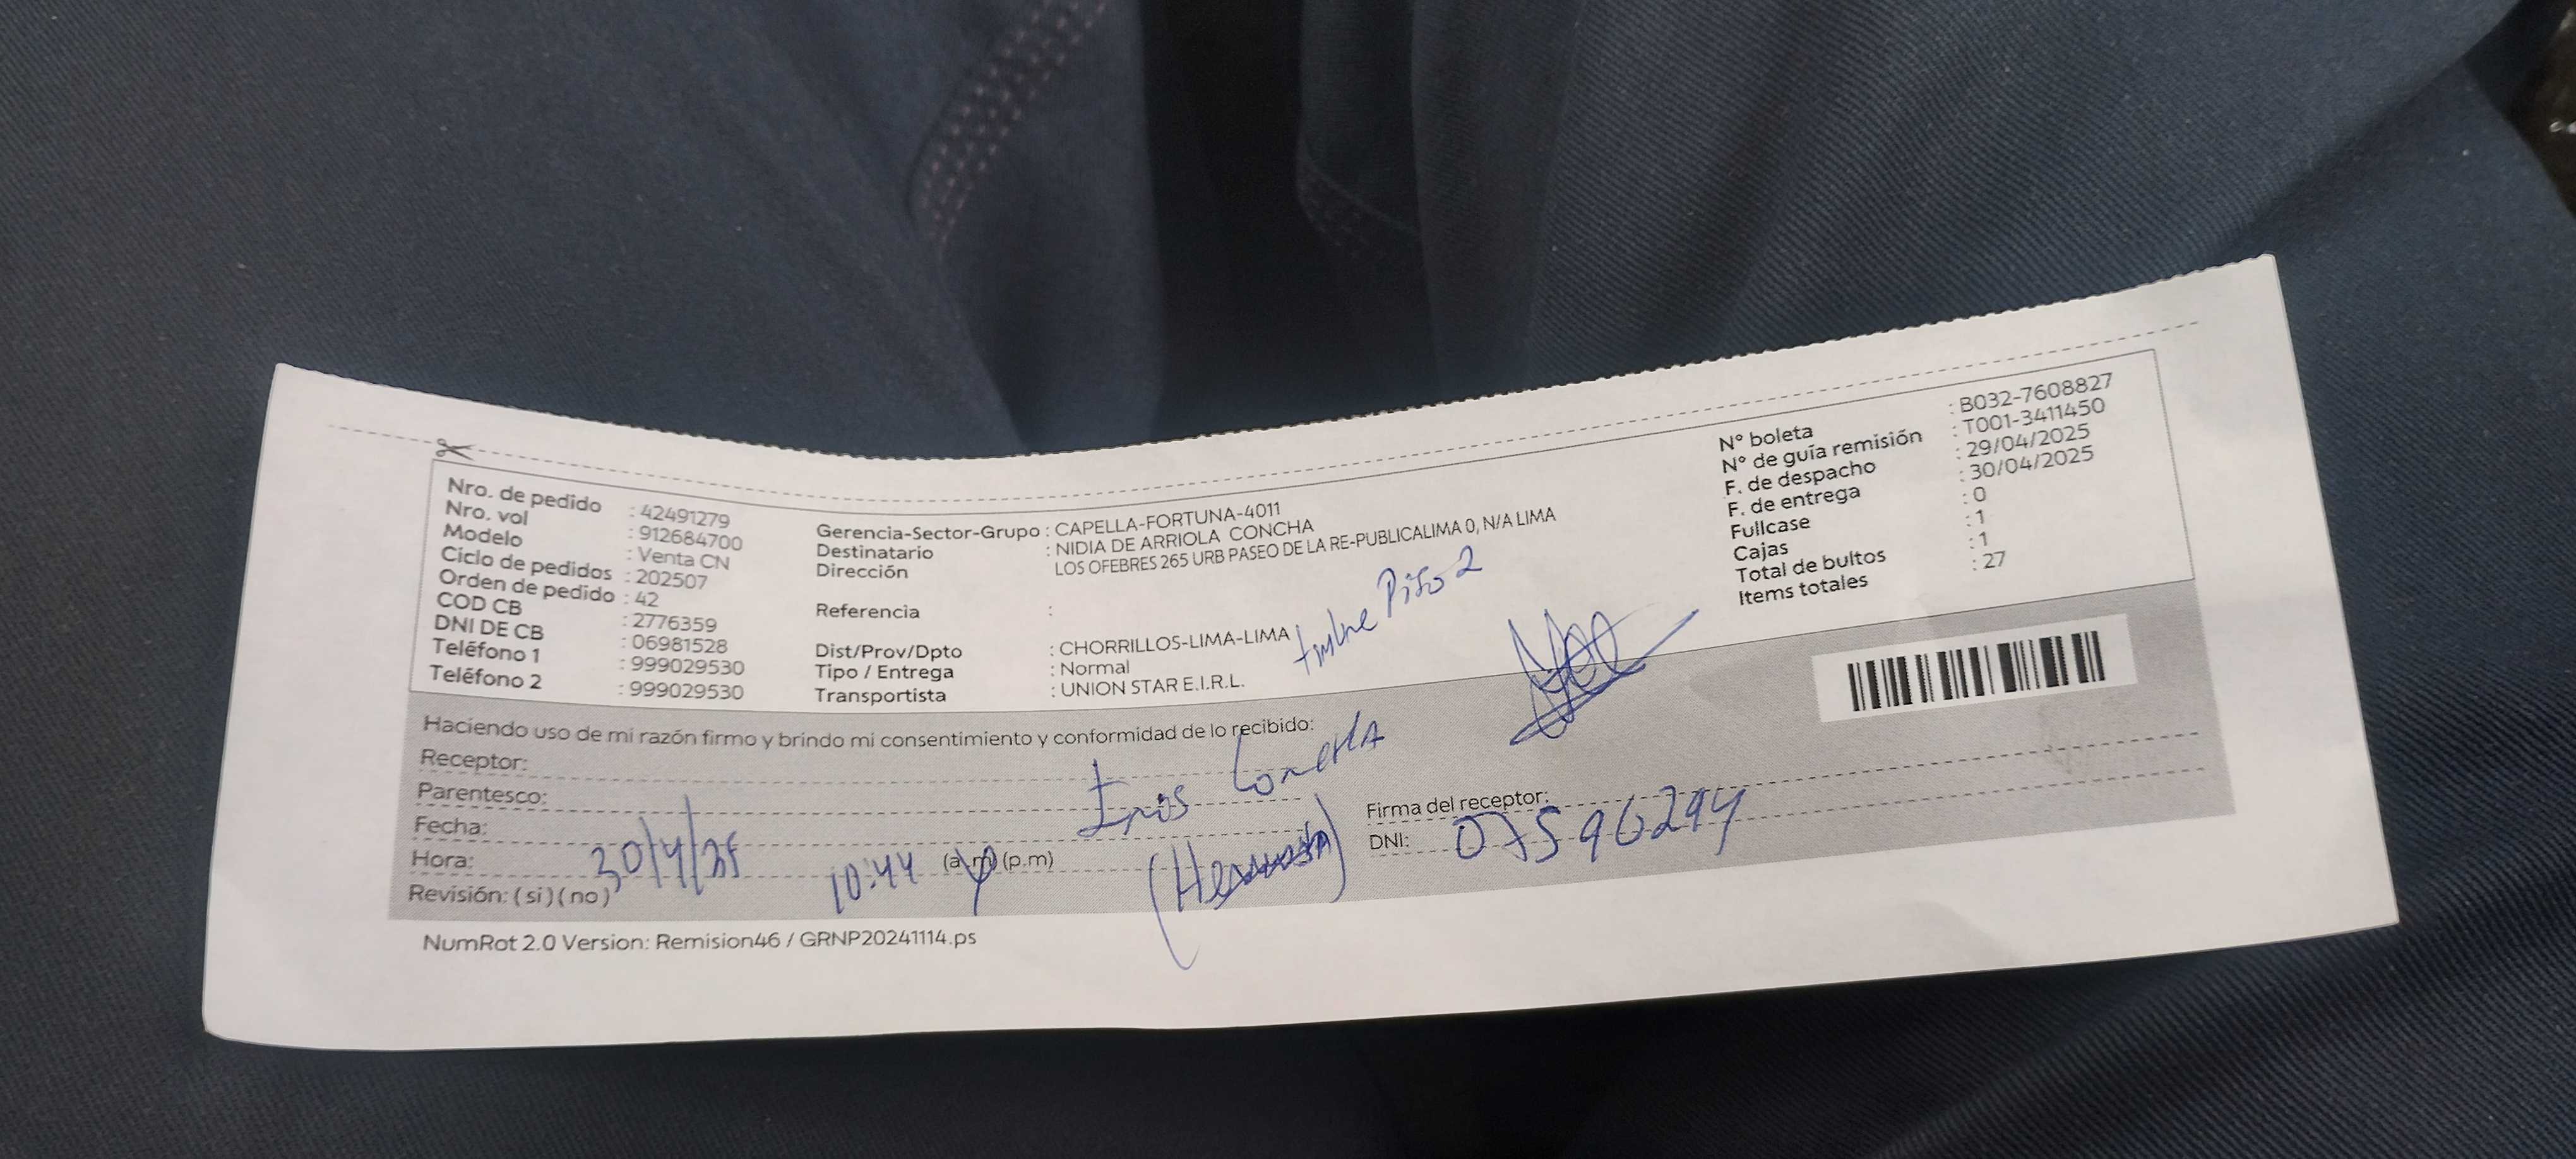 Nro. de pedido : 42491279
Nro. vol : 912684700
Modelo : Venta CN
Ciclo de pedidos : 202507
Orden de pedido : 42
COD CB : 2776359
DNI DE CB : 06981528
Teléfono 1 : 999029530
Teléfono 2 : 999029530
Gerencia-Sector-Grupo : CAPELLA-FORTUNA-4011
Destinatario : NIDIA DE ARRIOLA CONCHA
Dirección : LOS OFEBRES 265 URB PASEO DE LA RE-PUBLICALIMA 0, N/A LIMA
Referencia :
Dist/Prov/Dpto : CHORRILLOS-LIMA-LIMA
Tipo / Entrega : Normal
Transportista : UNION STAR E.I.R.L.
timbre Piso 2
N° boleta : B032-7608827
N° de guía remisión : T001-3411450
F. de despacho : 29/04/2025
F. de entrega : 30/04/2025
Fullcase : 0
Cajas : 1
Total de bultos : 1
Items totales : 27
Haciendo uso de mi razón firmo y brindo mi consentimiento y conformidad de lo recibido:
Receptor: Concha
Parentesco:
Fecha: 30/4/25
Hora: 10:44 (a.m) (p.m)
Revisión: ( si ) ( no )
Firma del receptor:
DNI: 07596294
NumRot 2.0 Version: Remision46 / GRNP20241114.ps